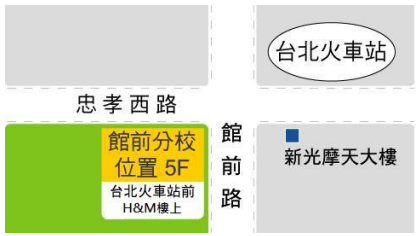 台北火車站
忠孝西路
館前路
館前分校
位置 5F
台北火車站前
H&M樓上
新光摩天大樓